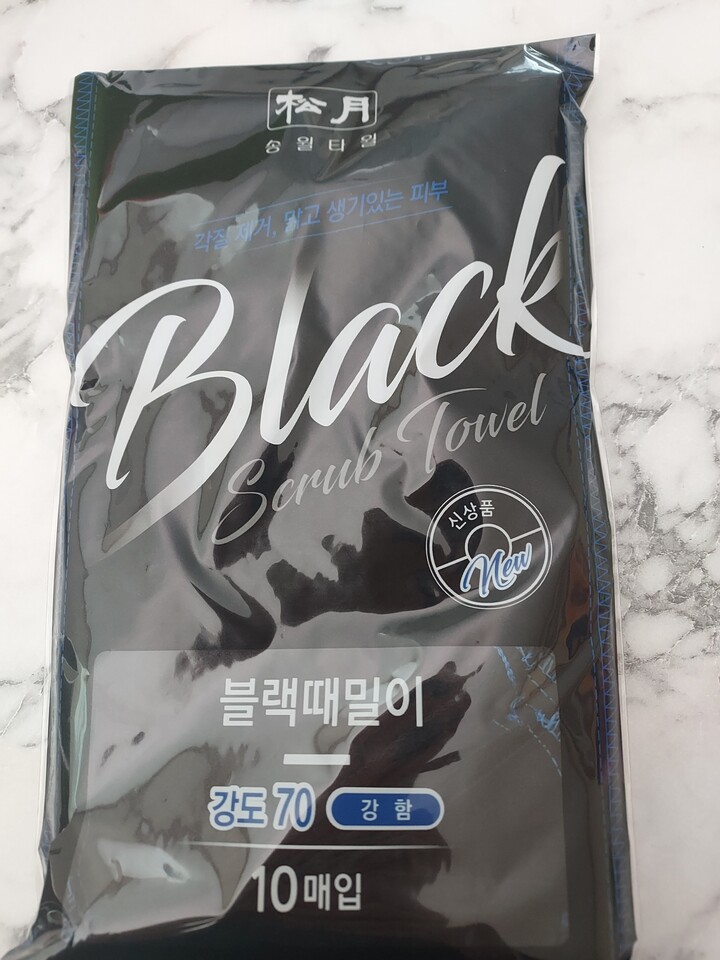 松月
송월타월
각질 제거, 맑고 생기있는 피부
Black
Scrub Towel
신상품
New
블랙때밀이
강도 70 강함
10매입